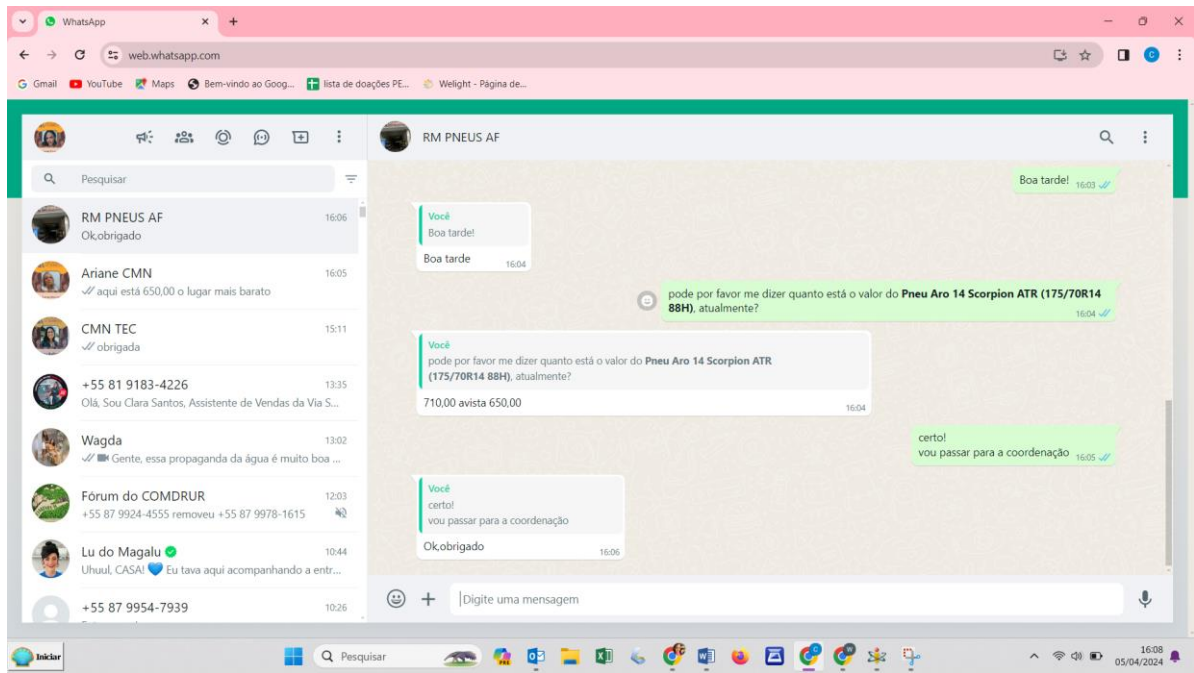 WhatsApp
web.whatsapp.com
Gmail YouTube Maps Bem-vindo ao Goog... lista de doações PE... Welight - Página de...
Pesquisar
RM PNEUS AF 16:06
Ok,obrigado
Ariane CMN 16:05
aqui está 650,00 o lugar mais barato
CMN TEC 15:11
obrigada
+55 81 9183-4226 13:35
Olá, Sou Clara Santos, Assistente de Vendas da Via S...
Wagda 13:02
Gente, essa propaganda da água é muito boa ...
Fórum do COMDRUR 12:03
+55 87 9924-4555 removeu +55 87 9978-1615
Lu do Magalu 10:44
Uhuul, CASA! 💙 Eu tava aqui acompanhando a entr...
+55 87 9954-7939 10:26
RM PNEUS AF
Boa tarde! 16:03
Você
Boa tarde!
Boa tarde 16:04
pode por favor me dizer quanto está o valor do Pneu Aro 14 Scorpion ATR (175/70R14
88H), atualmente? 16:04
Você
pode por favor me dizer quanto está o valor do Pneu Aro 14 Scorpion ATR
(175/70R14 88H), atualmente?
710,00 avista 650,00 16:04
certo!
vou passar para a coordenação 16:05
Você
certo!
vou passar para a coordenação
Ok,obrigado 16:06
Digite uma mensagem
Iniciar Pesquisar 16:08
05/04/2024